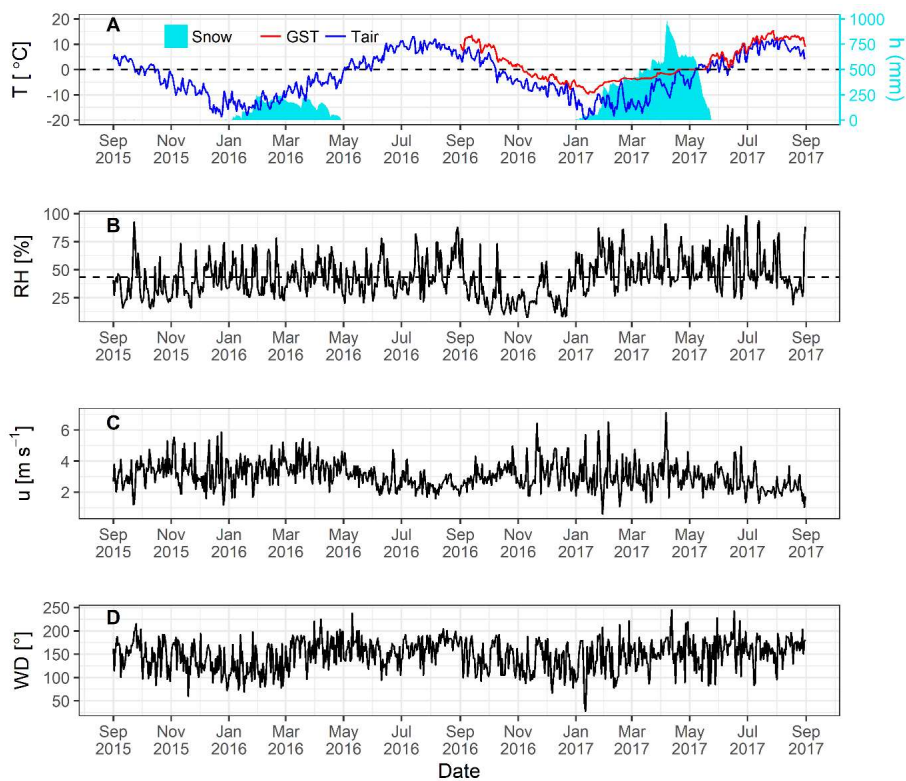 A
Snow
GST
Tair
T [ °C]
20
10
0
-10
-20
h (mm)
1000
750
500
250
0
Sep 2015
Nov 2015
Jan 2016
Mar 2016
May 2016
Jul 2016
Sep 2016
Nov 2016
Jan 2017
Mar 2017
May 2017
Jul 2017
Sep 2017
B
RH [%]
100
75
50
25
Sep 2015
Nov 2015
Jan 2016
Mar 2016
May 2016
Jul 2016
Sep 2016
Nov 2016
Jan 2017
Mar 2017
May 2017
Jul 2017
Sep 2017
C
u [m s⁻¹]
6
4
2
Sep 2015
Nov 2015
Jan 2016
Mar 2016
May 2016
Jul 2016
Sep 2016
Nov 2016
Jan 2017
Mar 2017
May 2017
Jul 2017
Sep 2017
D
WD [°]
250
200
150
100
50
Sep 2015
Nov 2015
Jan 2016
Mar 2016
May 2016
Jul 2016
Sep 2016
Nov 2016
Jan 2017
Mar 2017
May 2017
Jul 2017
Sep 2017
Date